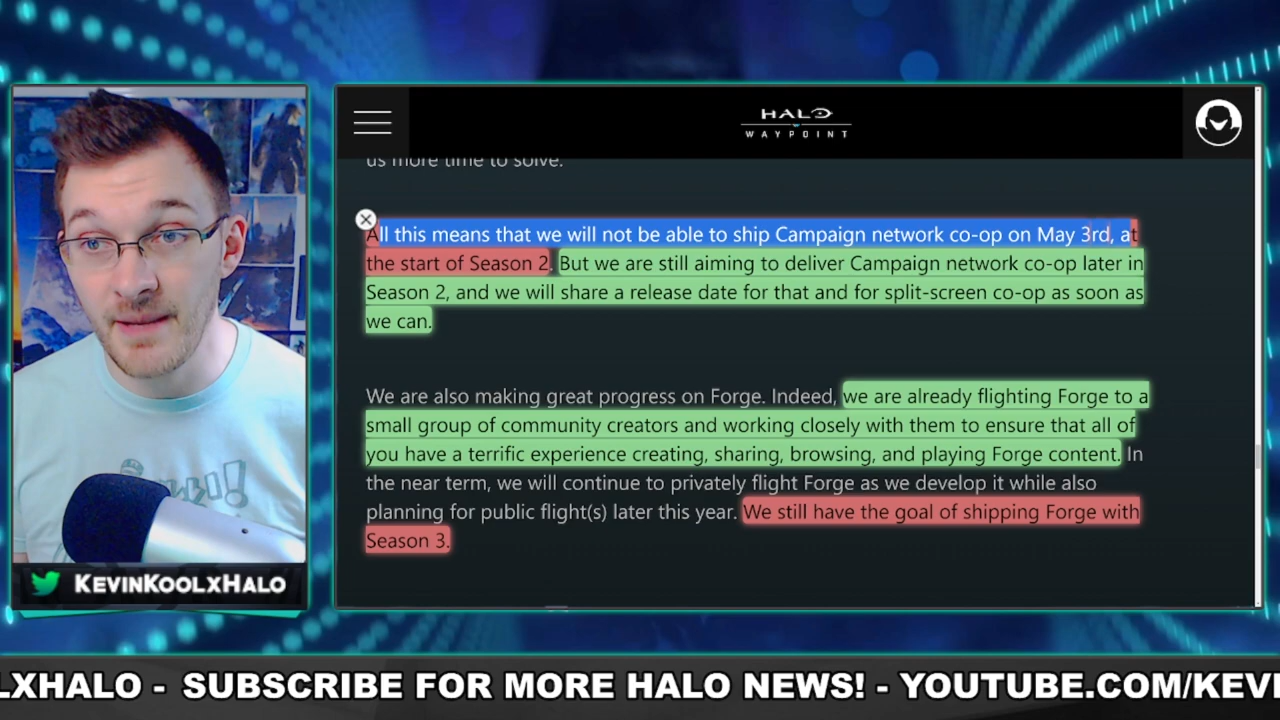 HALO
WAYPOINT
us more time to solve.
All this means that we will not be able to ship Campaign network co-op on May 3rd, at
the start of Season 2. But we are still aiming to deliver Campaign network co-op later in
Season 2, and we will share a release date for that and for split-screen co-op as soon as
we can.
We are also making great progress on Forge. Indeed, we are already flighting Forge to a
small group of community creators and working closely with them to ensure that all of
you have a terrific experience creating, sharing, browsing, and playing Forge content. In
the near term, we will continue to privately flight Forge as we develop it while also
planning for public flight(s) later this year. We still have the goal of shipping Forge with
Season 3.
KEVINKOOLXHALO
LXHALO - SUBSCRIBE FOR MORE HALO NEWS! - YOUTUBE.COM/KEVI